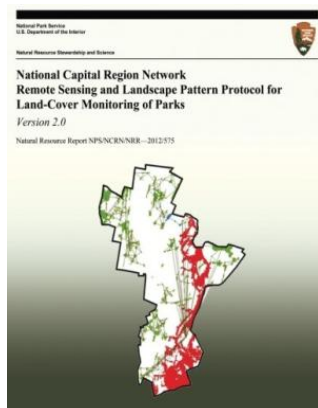 National Park Service
U.S. Department of the Interior
Natural Resource Stewardship and Science
National Capital Region Network
Remote Sensing and Landscape Pattern Protocol for
Land-Cover Monitoring of Parks
Version 2.0
Natural Resource Report NPS/NCRN/NRR—2012/575